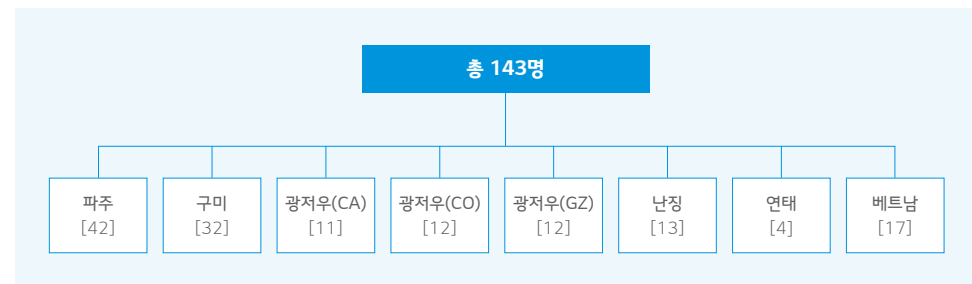 총 143명
파주
[42]
구미
[32]
광저우(CA)
[11]
광저우(CO)
[12]
광저우(GZ)
[12]
난징
[13]
연태
[4]
베트남
[17]